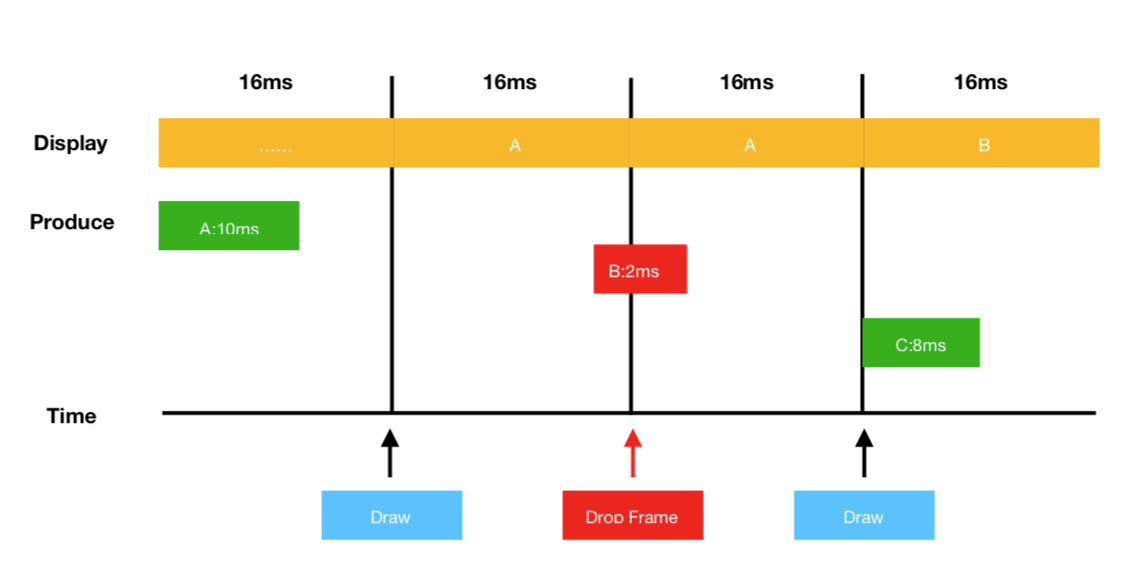 16ms 16ms 16ms 16ms
Display …… A A B
Produce A:10ms
B:2ms
C:8ms
Time
Draw Drop Frame Draw